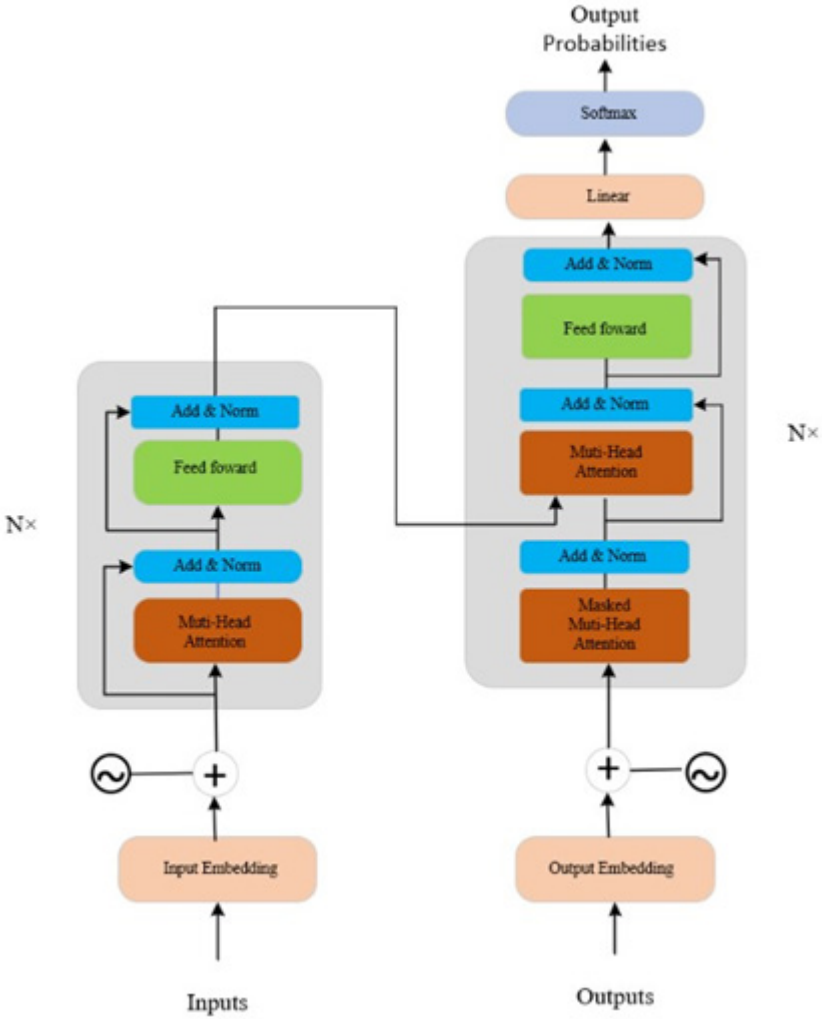 Output
Probabilities
Softmax
Linear
Add & Norm
Feed foward
Add & Norm
Muti-Head
Attention
Add & Norm
Masked
Muti-Head
Attention
N×
Add & Norm
Feed foward
Add & Norm
Muti-Head
Attention
N×
+
+
Input Embedding
Output Embedding
Inputs
Outputs